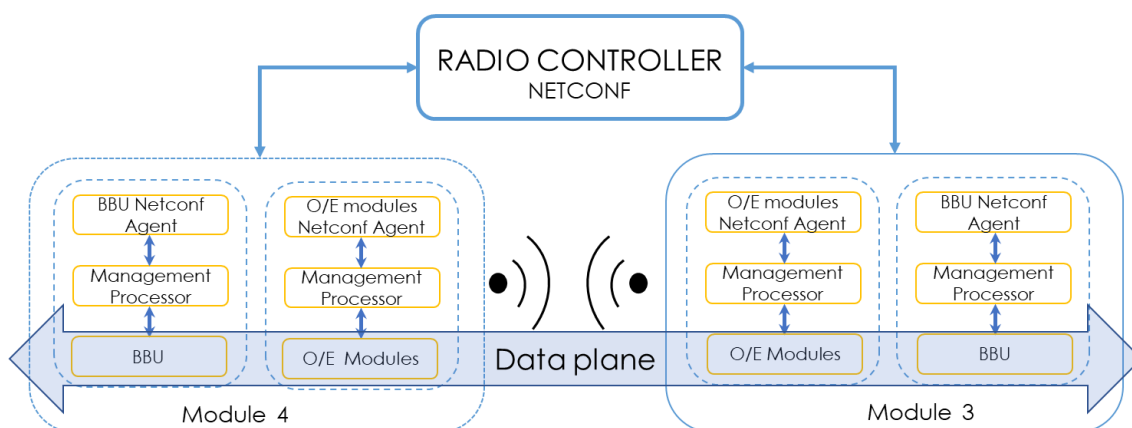 RADIO CONTROLLER
NETCONF
BBU Netconf
Agent
Management
Processor
BBU
O/E modules
Netconf Agent
Management
Processor
O/E Modules
Module 4
Data plane
O/E modules
Netconf Agent
Management
Processor
O/E Modules
BBU Netconf
Agent
Management
Processor
BBU
Module 3